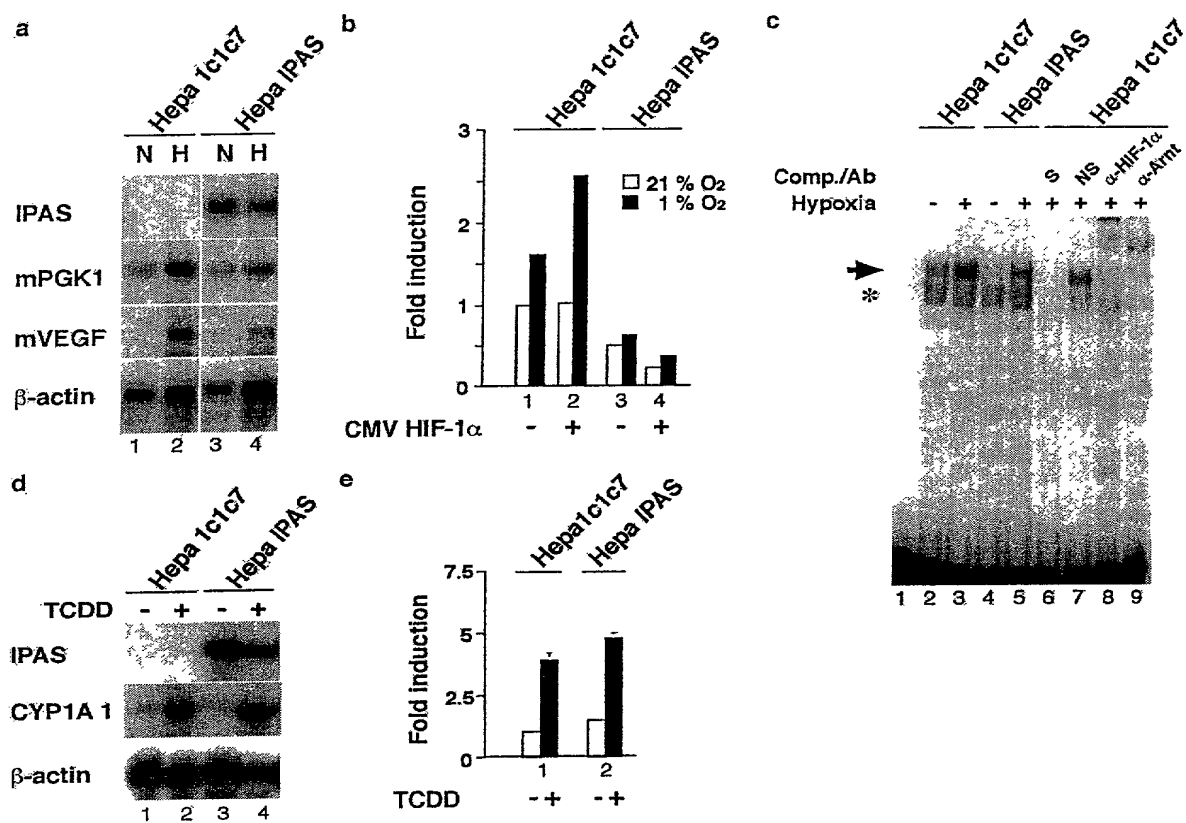 a
Hepa 1c1c7
Hepa IPAS
N H N H
IPAS
mPGK1
mVEGF
β-actin
1 2 3 4
b
Hepa 1c1c7
Hepa IPAS
3
2
1
0
Fold induction
21 % O₂
1 % O₂
1 2 3 4
CMV HIF-1α - + - +
c
Hepa 1c1c7
Hepa IPAS
Hepa 1c1c7
Comp./Ab S NS α-HIF-1α α-Arnt
Hypoxia - + - + + + + +
*
1 2 3 4 5 6 7 8 9
d
Hepa 1c1c7
Hepa IPAS
TCDD - + - +
IPAS
CYP1A 1
β-actin
1 2 3 4
e
Hepa1c1c7
Hepa IPAS
7.5
5
2.5
0
Fold induction
1 2
TCDD - + - +